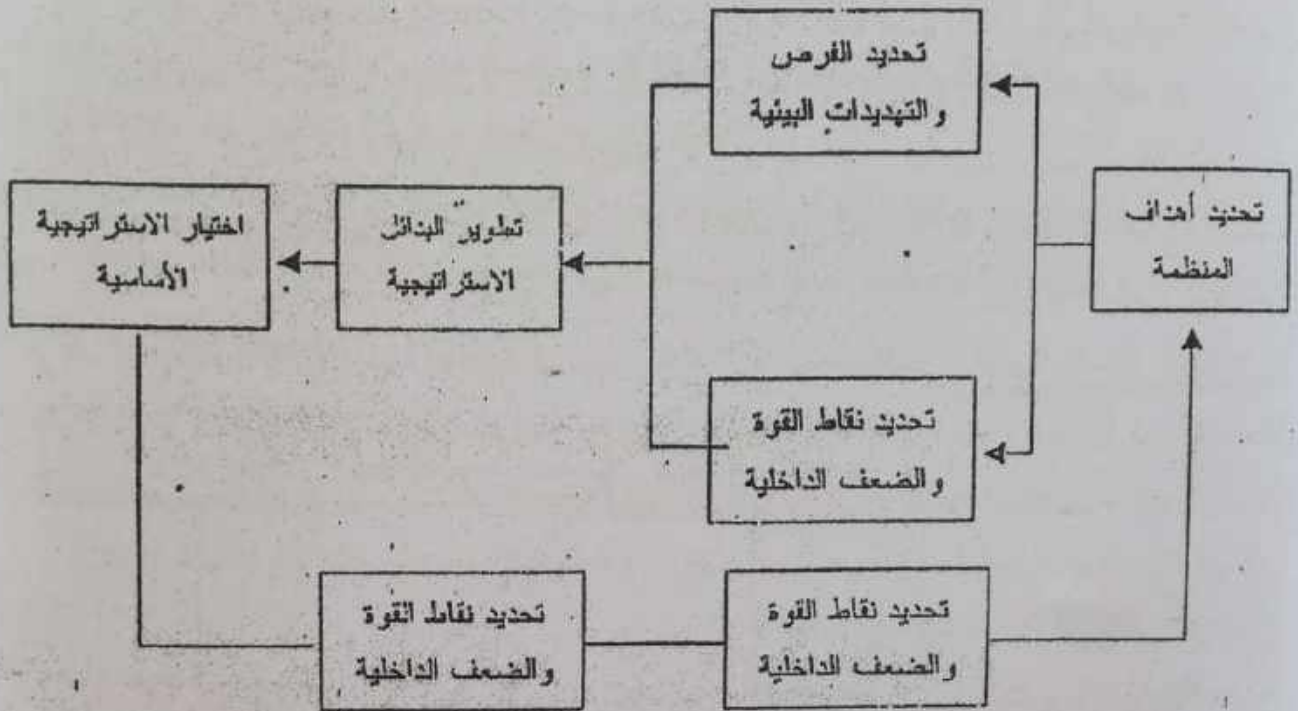 تحديد الفرص
والتهديدات البيئية
تحديد أهداف
المنظمة
تطوير البدائل
الاستراتيجية
اختيار الاستراتيجية
الأساسية
تحديد نقاط القوة
والضعف الداخلية
تحديد نقاط القوة
والضعف الداخلية
تحديد نقاط القوة
والضعف الداخلية